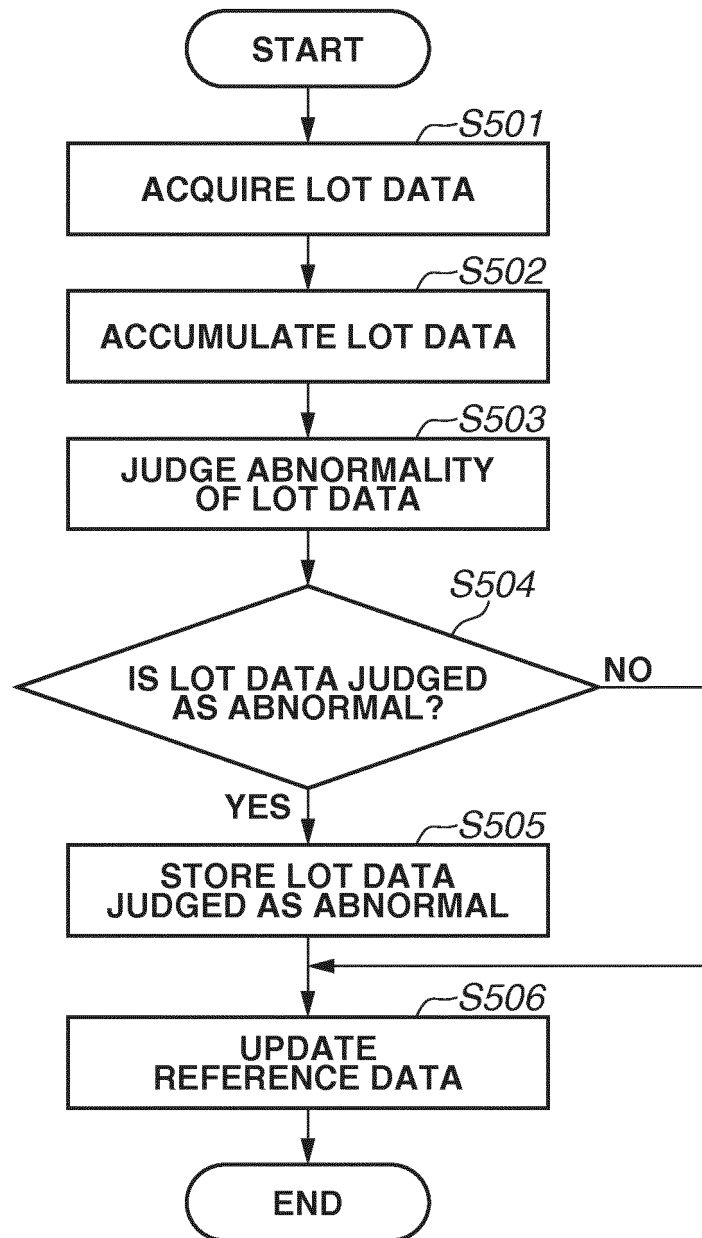 START
S501
ACQUIRE LOT DATA
S502
ACCUMULATE LOT DATA
S503
JUDGE ABNORMALITY
OF LOT DATA
S504
IS LOT DATA JUDGED
AS ABNORMAL?
NO
YES
S505
STORE LOT DATA
JUDGED AS ABNORMAL
S506
UPDATE
REFERENCE DATA
END